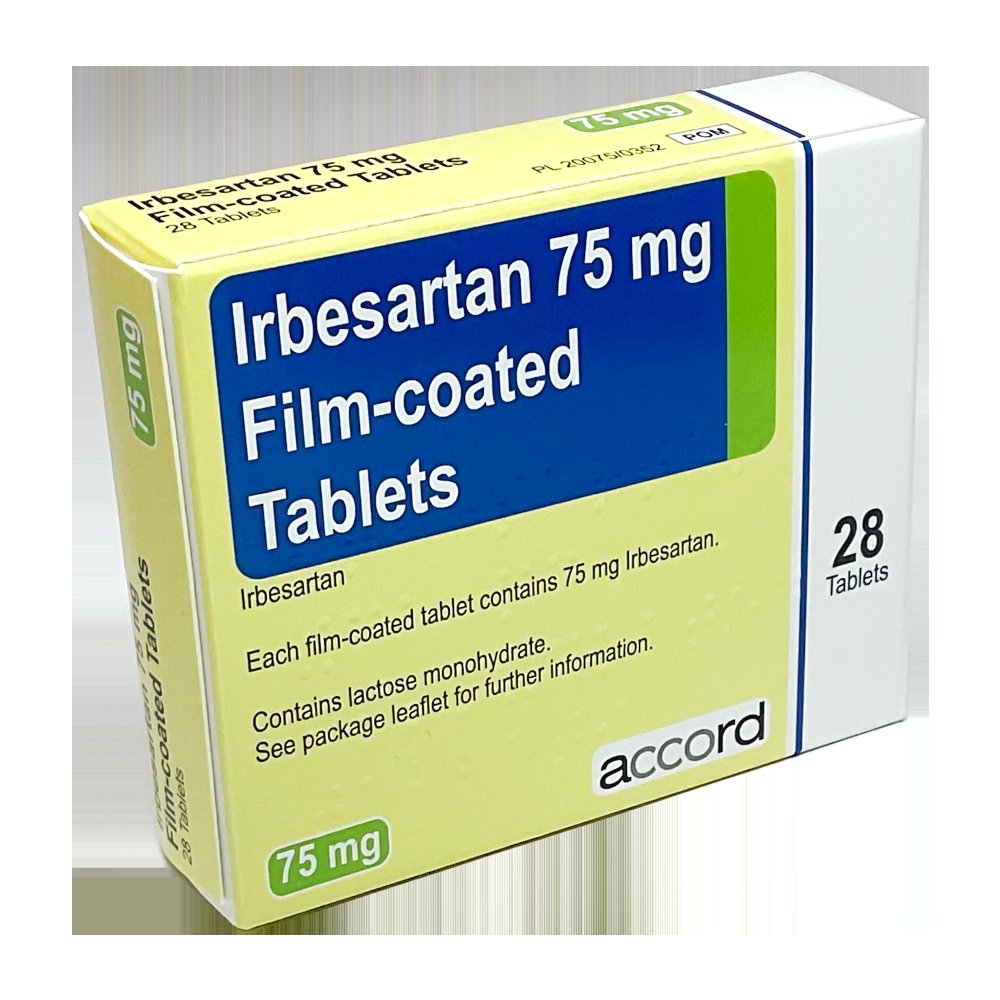 Irbesartan 75 mg
Film-coated Tablets
28 Tablets
75 mg
PL 20075/0352
POM
Irbesartan 75 mg
Film-coated
Tablets
Irbesartan
Each film-coated tablet contains 75 mg Irbesartan.
Contains lactose monohydrate.
See package leaflet for further information.
accord
75 mg
28
Tablets
75 mg
Irbesartan 75 mg
Film-coated Tablets
28 Tablets